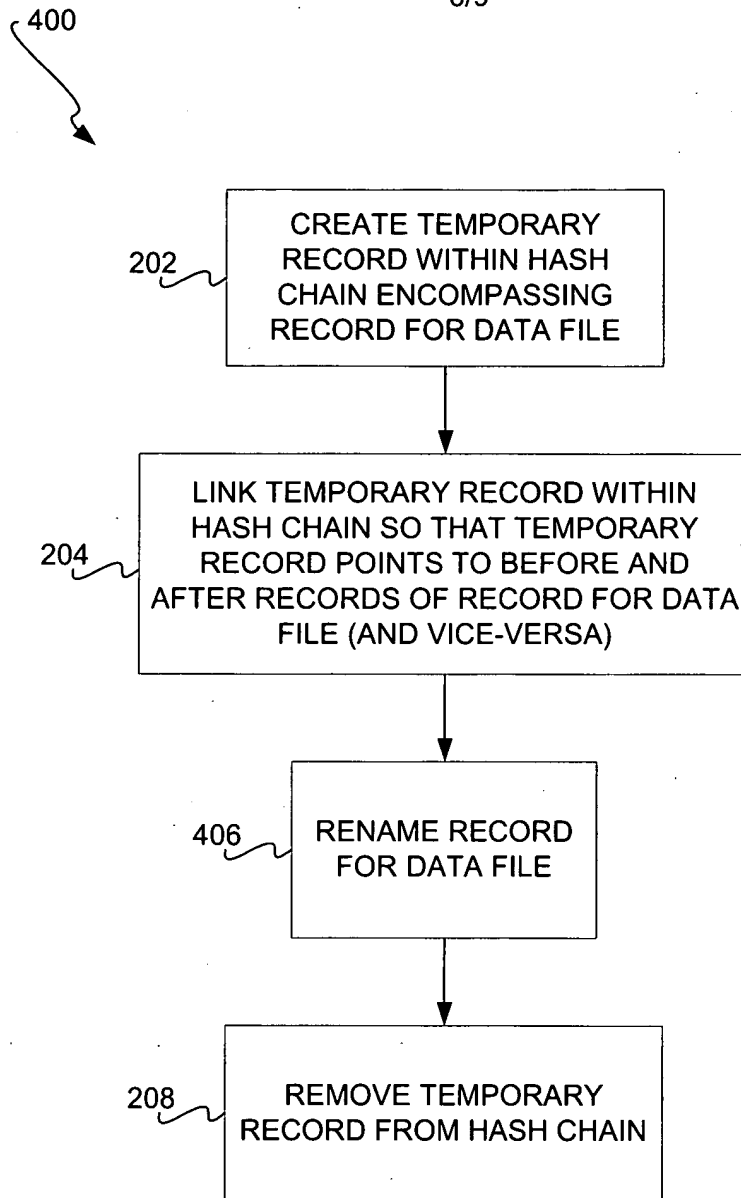 400
202
CREATE TEMPORARY
RECORD WITHIN HASH
CHAIN ENCOMPASSING
RECORD FOR DATA FILE
204
LINK TEMPORARY RECORD WITHIN
HASH CHAIN SO THAT TEMPORARY
RECORD POINTS TO BEFORE AND
AFTER RECORDS OF RECORD FOR DATA
FILE (AND VICE-VERSA)
406
RENAME RECORD
FOR DATA FILE
208
REMOVE TEMPORARY
RECORD FROM HASH CHAIN